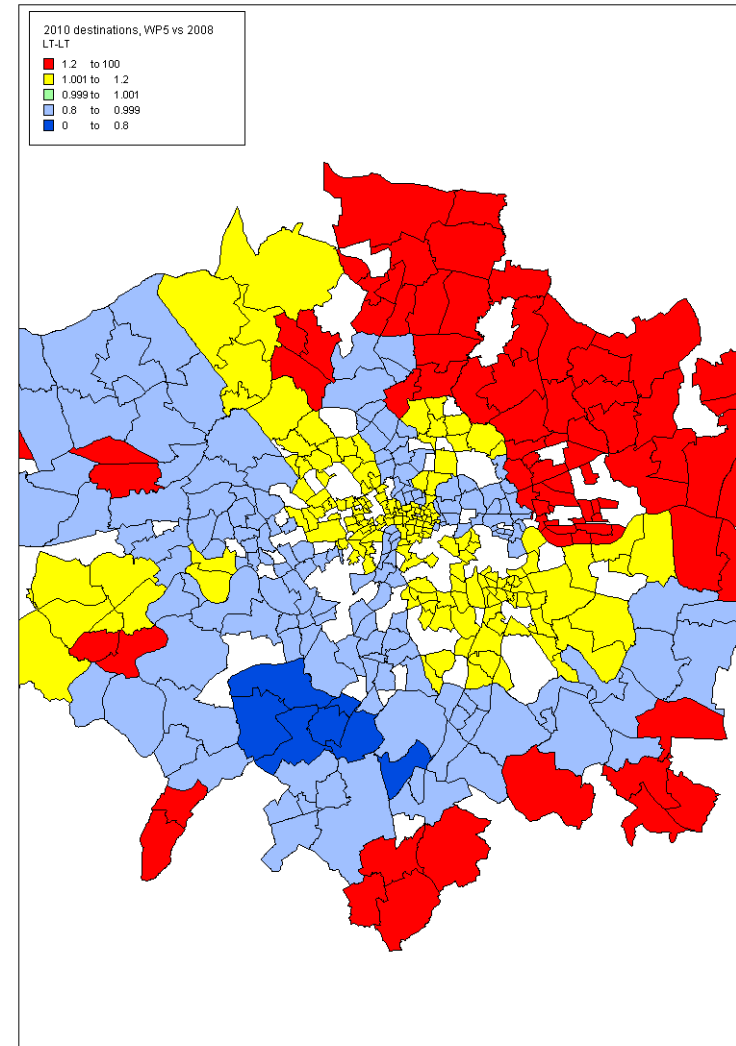 2010 destinations, WP5 vs 2008
LT-LT
1.2 to 100
1.001 to 1.2
0.999 to 1.001
0.8 to 0.999
0 to 0.8